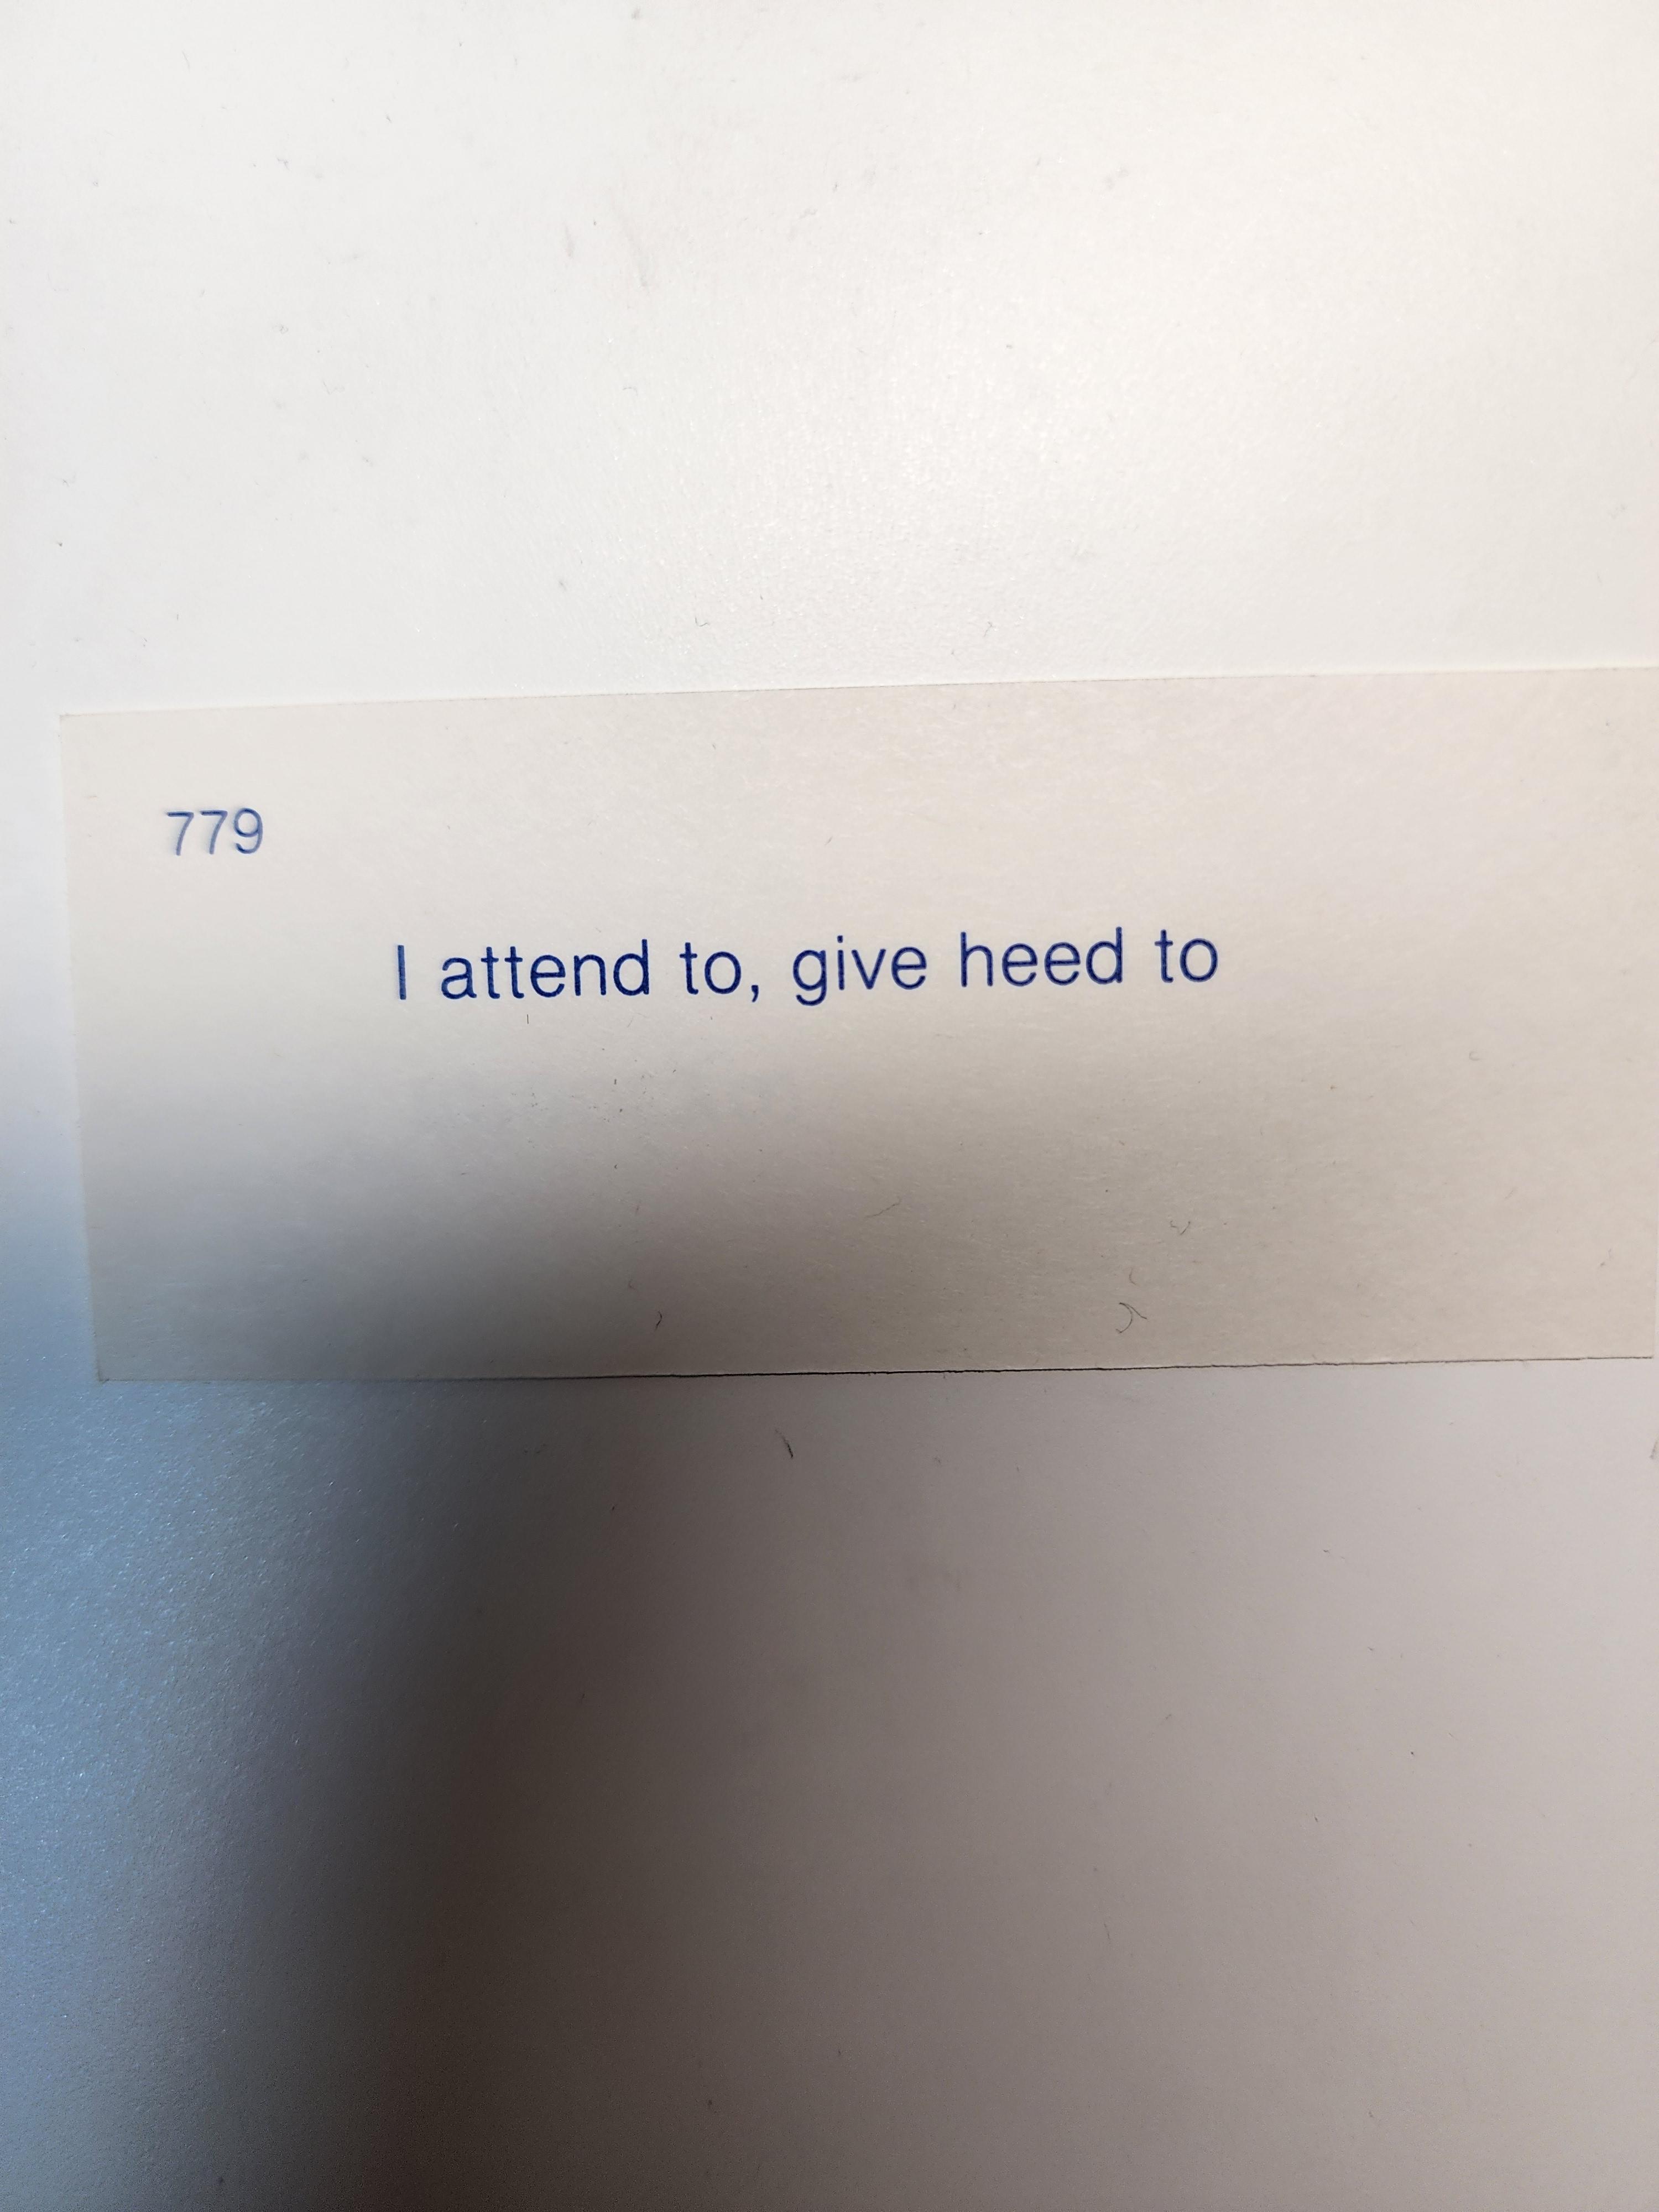 779
I attend to, give heed to